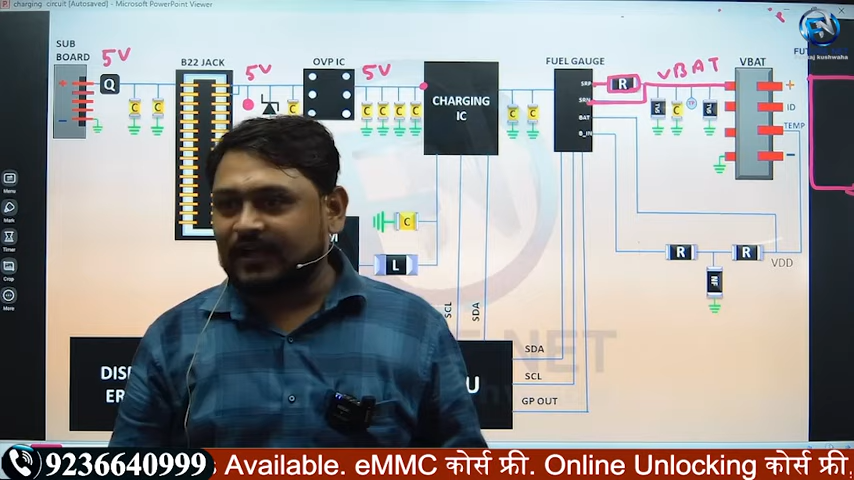 charging circuit [Autosaved] - Microsoft PowerPoint Viewer
SUB
BOARD
5V
Q
B22 JACK
5V
OVP IC
5V
FUEL GAUGE
R
VBAT
VBAT
CHARGING
IC
SRP
SRN
BAT
B_IN
+
ID
TEMP
-
C
C
C
C
C
C
C
C
C
C
L
R
R
VDD
SCL
SDA
SDA
SCL
GP OUT
U
Menu
Mark
Timer
Crop
More
9236640999
Available. eMMC कोर्स फ्री. Online Unlocking कोर्स फ्री.